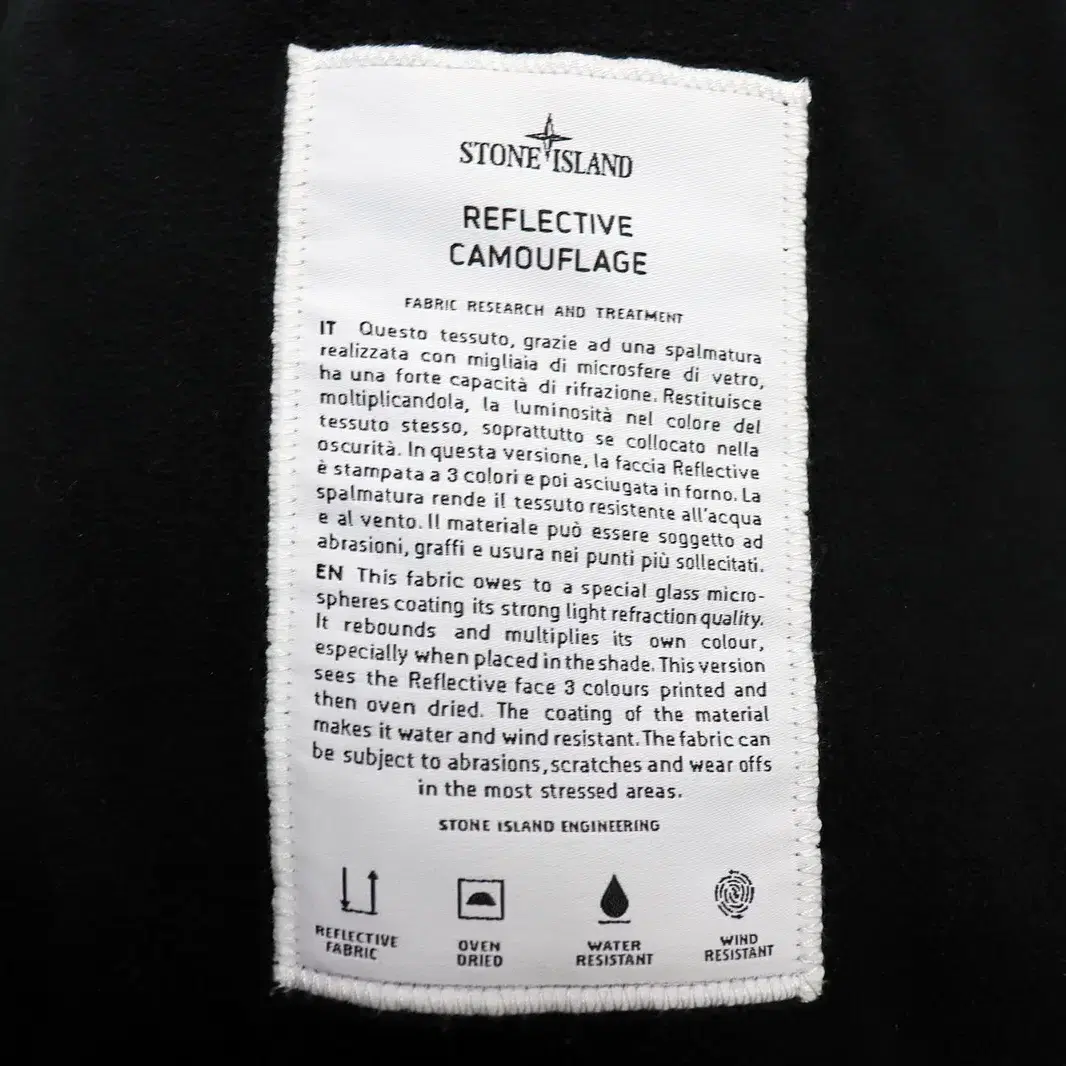 STONE ISLAND
REFLECTIVE
CAMOUFLAGE
FABRIC RESEARCH AND TREATMENT
IT Questo tessuto, grazie ad una spalmatura
realizzata con migliaia di microsfere di vetro,
ha una forte capacità di rifrazione. Restituisce
moltiplicandola, la luminosità nel colore del
tessuto stesso, soprattutto se collocato nella
oscurità. In questa versione, la faccia Reflective
è stampata a 3 colori e poi asciugata in forno. La
spalmatura rende il tessuto resistente all'acqua
e al vento. Il materiale può essere soggetto ad
abrasioni, graffi e usura nei punti più sollecitati.
EN This fabric owes to a special glass micro-
spheres coating its strong light refraction quality.
It rebounds and multiplies its own colour,
especially when placed in the shade. This version
sees the Reflective face 3 colours printed and
then oven dried. The coating of the material
makes it water and wind resistant. The fabric can
be subject to abrasions, scratches and wear offs
in the most stressed areas.
STONE ISLAND ENGINEERING
REFLECTIVE FABRIC
OVEN DRIED
WATER RESISTANT
WIND RESISTANT